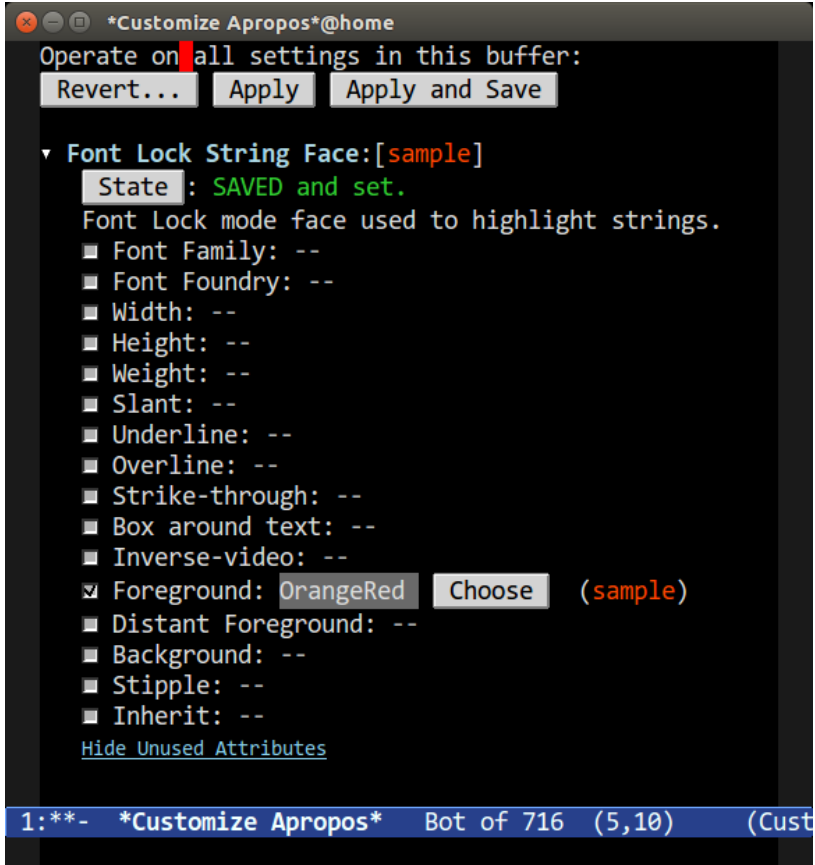 *Customize Apropos*@home
Operate on all settings in this buffer:
Revert... Apply Apply and Save
Font Lock String Face:[sample]
State : SAVED and set.
Font Lock mode face used to highlight strings.
Font Family: --
Font Foundry: --
Width: --
Height: --
Weight: --
Slant: --
Underline: --
Overline: --
Strike-through: --
Box around text: --
Inverse-video: --
Foreground: OrangeRed Choose (sample)
Distant Foreground: --
Background: --
Stipple: --
Inherit: --
Hide Unused Attributes
1:**- *Customize Apropos* Bot of 716 (5,10) (Cust